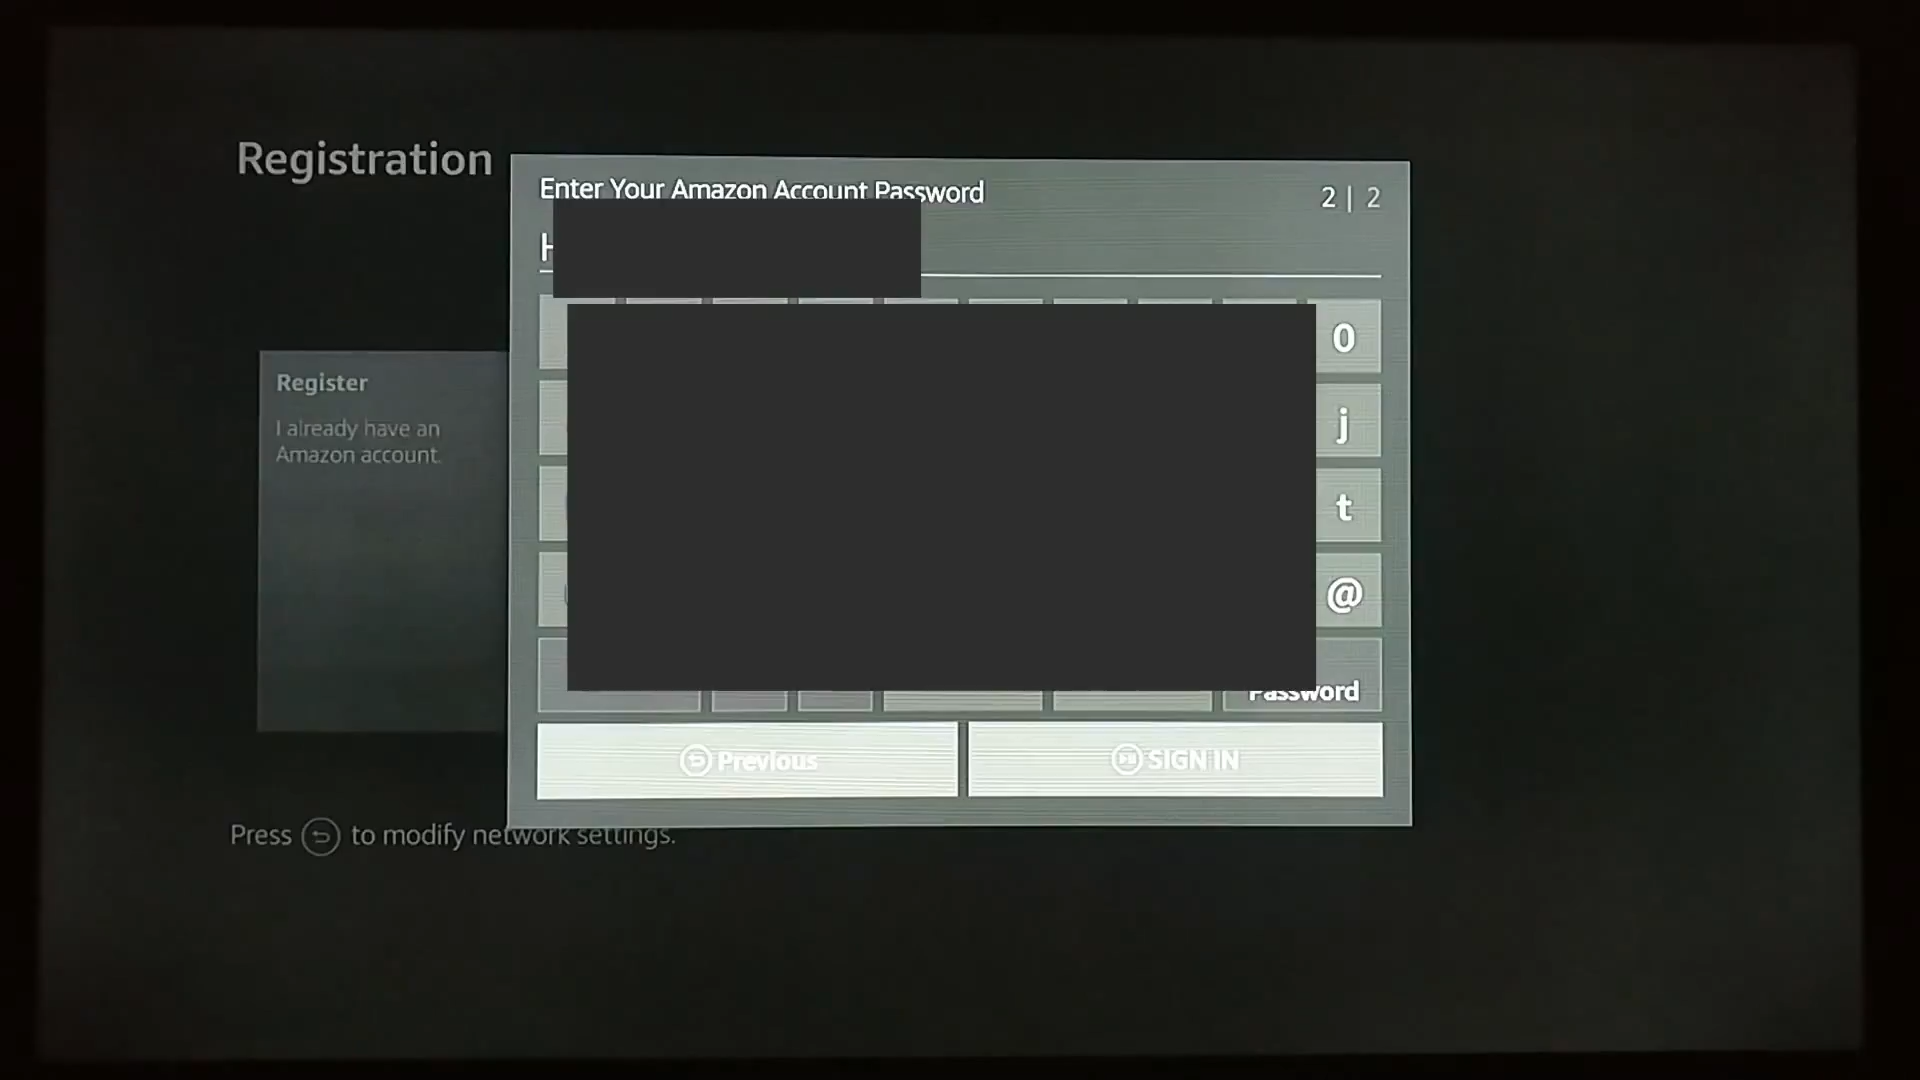 Registration
Enter Your Amazon Account Password
2 | 2
H
0
Register
I already have an
Amazon account.
j
t
@
Password
Previous
SIGN IN
Press to modify network settings.